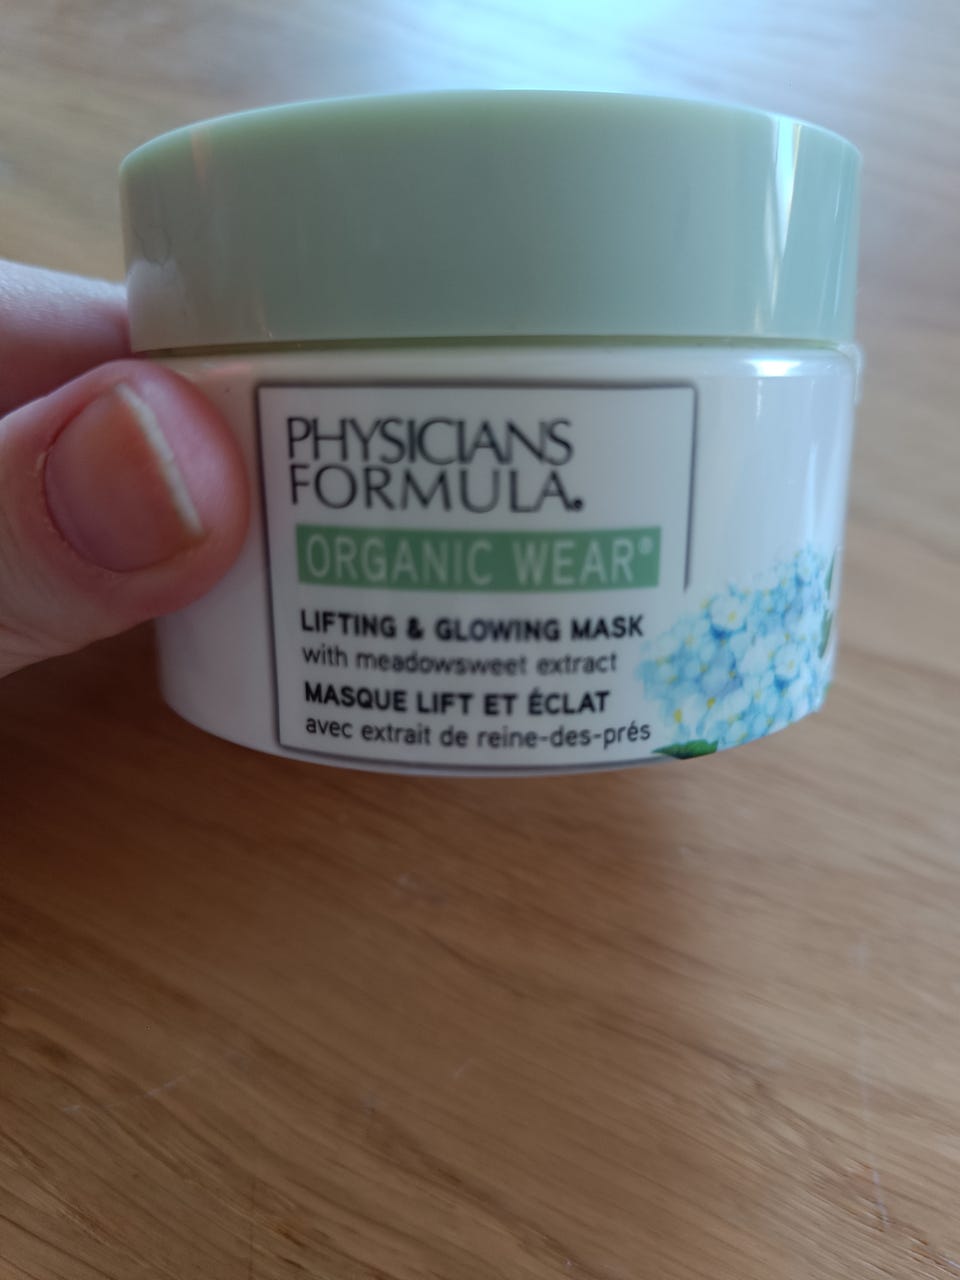 PHYSICIANS
FORMULA®
ORGANIC WEAR®
LIFTING & GLOWING MASK
with meadowsweet extract
MASQUE LIFT ET ÉCLAT
avec extrait de reine-des-prés